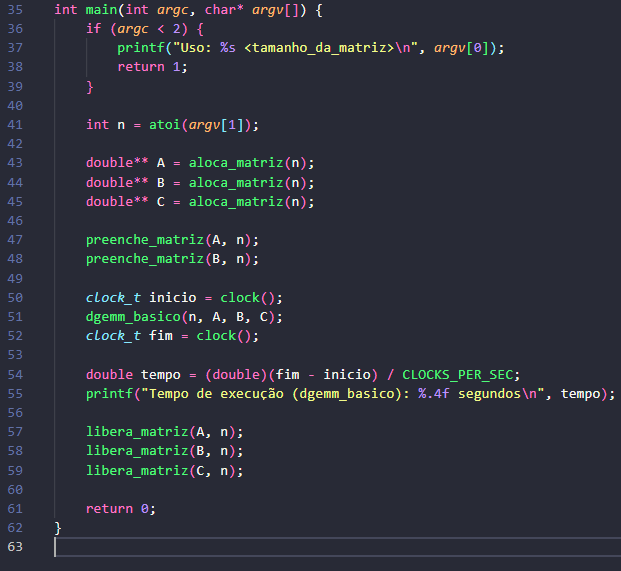 35 int main(int argc, char* argv[]) {
36     if (argc < 2) {
37         printf("Uso: %s <tamanho_da_matriz>\n", argv[0]);
38         return 1;
39     }
40
41     int n = atoi(argv[1]);
42
43     double** A = aloca_matriz(n);
44     double** B = aloca_matriz(n);
45     double** C = aloca_matriz(n);
46
47     preenche_matriz(A, n);
48     preenche_matriz(B, n);
49
50     clock_t inicio = clock();
51     dgemm_basico(n, A, B, C);
52     clock_t fim = clock();
53
54     double tempo = (double)(fim - inicio) / CLOCKS_PER_SEC;
55     printf("Tempo de execução (dgemm_basico): %.4f segundos\n", tempo);
56
57     libera_matriz(A, n);
58     libera_matriz(B, n);
59     libera_matriz(C, n);
60
61     return 0;
62 }
63